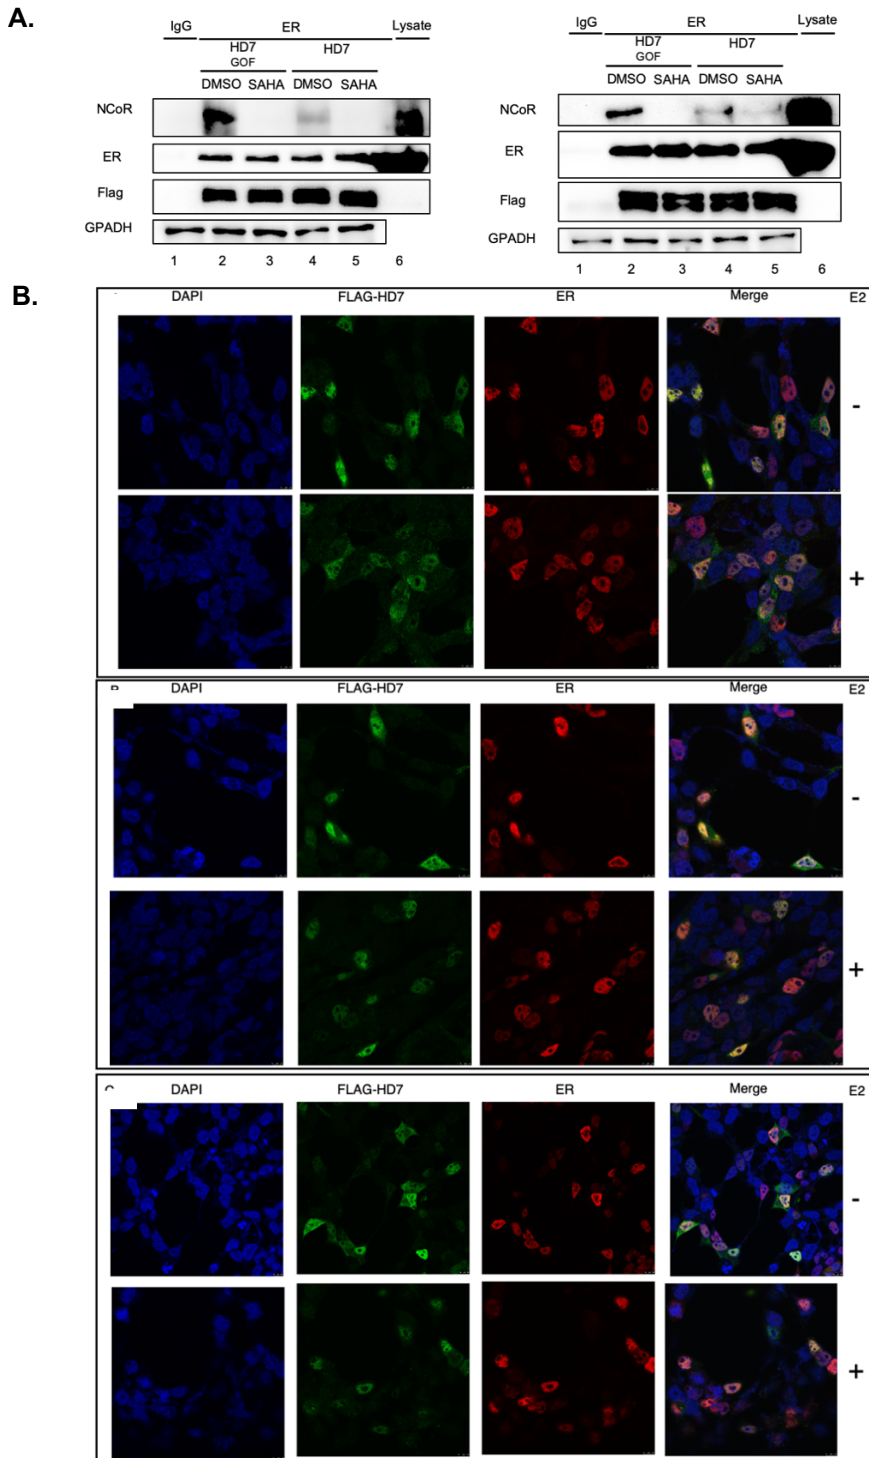 A.
IgG ER Lysate
HD7 GOF HD7
DMSO SAHA DMSO SAHA
NCoR
ER
Flag
GPADH
1 2 3 4 5 6
IgG ER Lysate
HD7 GOF HD7
DMSO SAHA DMSO SAHA
NCoR
ER
Flag
GPADH
1 2 3 4 5 6
B.
DAPI FLAG-HD7 ER Merge E2
-
+
DAPI FLAG-HD7 ER Merge E2
-
+
DAPI FLAG-HD7 ER Merge E2
-
+